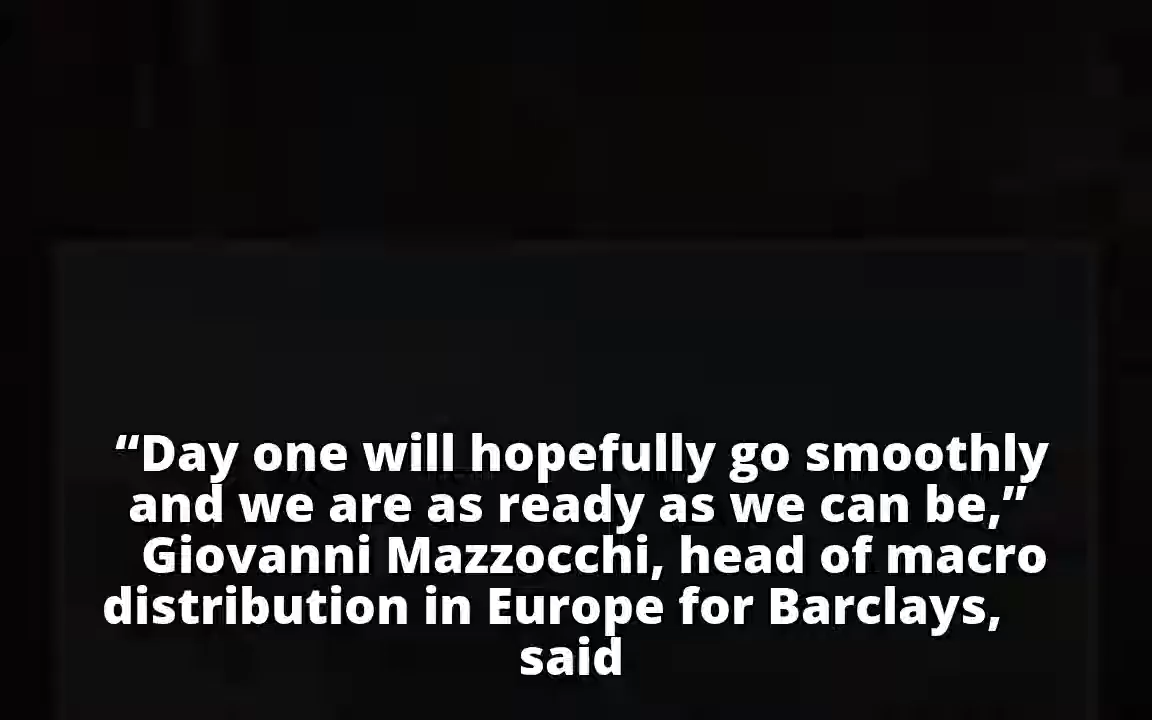 “Day one will hopefully go smoothly
and we are as ready as we can be,”
Giovanni Mazzocchi, head of macro
distribution in Europe for Barclays,
said